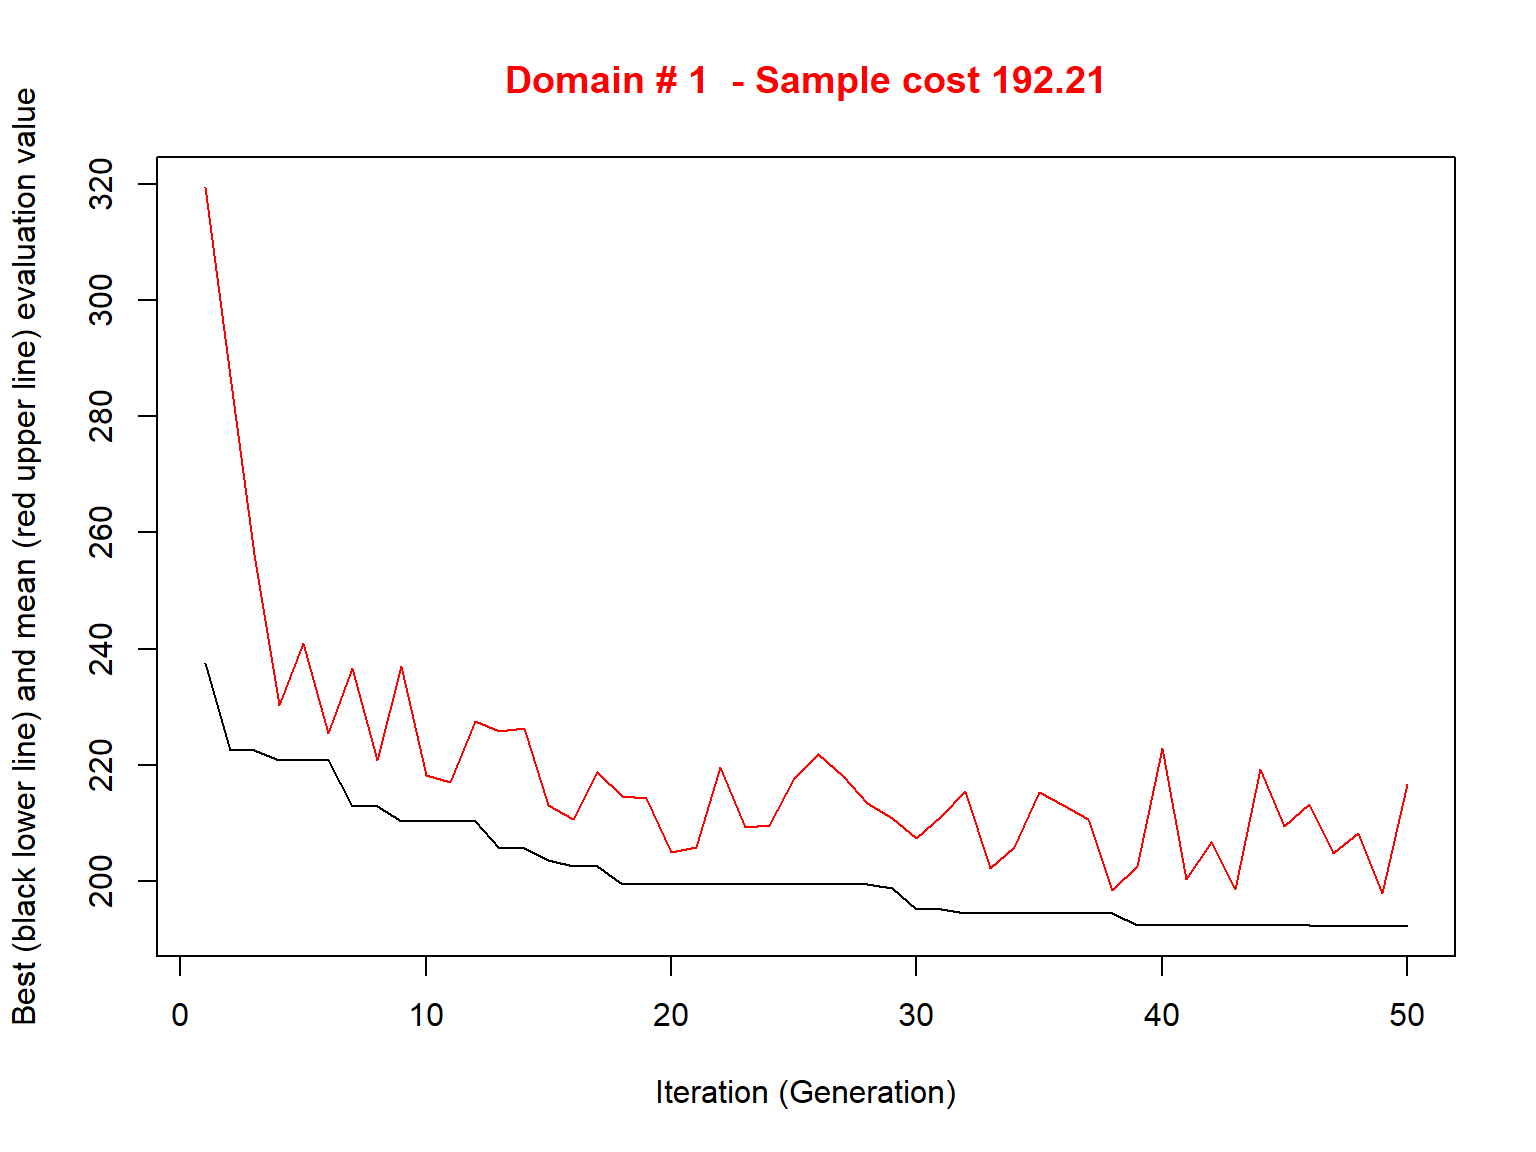 Domain # 1  - Sample cost 192.21
Best (black lower line) and mean (red upper line) evaluation value
320
300
280
260
240
220
200
0 10 20 30 40 50
Iteration (Generation)